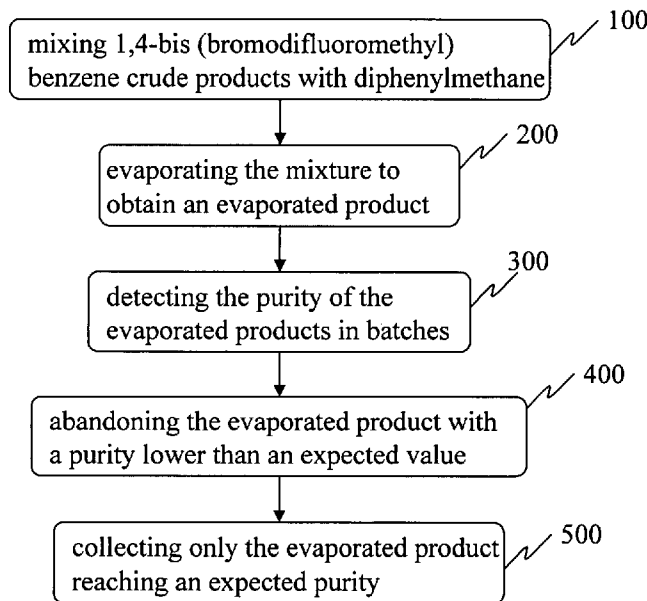 100
mixing 1,4-bis (bromodifluoromethyl)
benzene crude products with diphenylmethane
200
evaporating the mixture to
obtain an evaporated product
300
detecting the purity of the
evaporated products in batches
400
abandoning the evaporated product with
a purity lower than an expected value
500
collecting only the evaporated product
reaching an expected purity